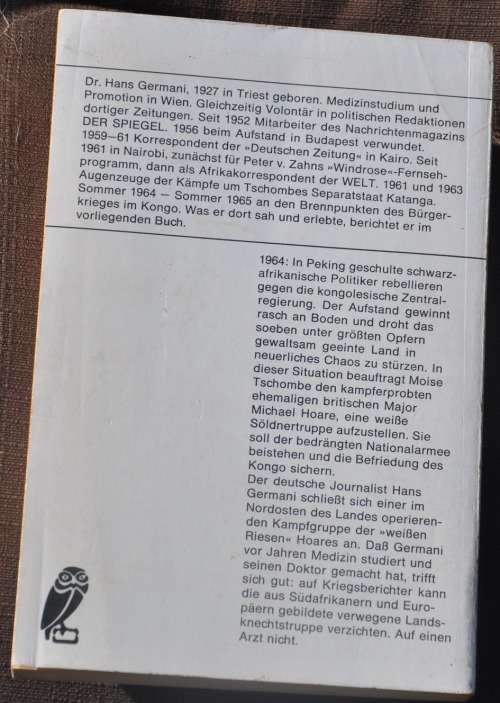 Dr. Hans Germani, 1927 in Triest geboren. Medizinstudium und
Promotion in Wien. Gleichzeitig Volontär in politischen Redaktionen
dortiger Zeitungen. Seit 1952 Mitarbeiter des Nachrichtenmagazins
DER SPIEGEL. 1956 beim Aufstand in Budapest verwundet.
1959–61 Korrespondent der »Deutschen Zeitung« in Kairo. Seit
1961 in Nairobi, zunächst für Peter v. Zahns »Windrose«-Fernseh-
programm, dann als Afrikakorrespondent der WELT. 1961 und 1963
Augenzeuge der Kämpfe um Tschombes Separatstaat Katanga.
Sommer 1964 — Sommer 1965 an den Brennpunkten des Bürger-
krieges im Kongo. Was er dort sah und erlebte, berichtet er im
vorliegenden Buch.
1964: In Peking geschulte schwarz-
afrikanische Politiker rebellieren
gegen die kongolesische Zentral-
regierung. Der Aufstand gewinnt
rasch an Boden und droht das
soeben unter größten Opfern
gewaltsam geeinte Land in
neuerliches Chaos zu stürzen. In
dieser Situation beauftragt Moise
Tschombe den kampferprobten
ehemaligen britischen Major
Michael Hoare, eine weiße
Söldnertruppe aufzustellen. Sie
soll der bedrängten Nationalarmee
beistehen und die Befriedung des
Kongo sichern.
Der deutsche Journalist Hans
Germani schließt sich einer im
Nordosten des Landes operieren-
den Kampfgruppe der »weißen
Riesen« Hoares an. Daß Germani
vor Jahren Medizin studiert und
seinen Doktor gemacht hat, trifft
sich gut: auf Kriegsberichter kann
die aus Südafrikanern und Euro-
päern gebildete verwegene Lands-
knechtstruppe verzichten. Auf einen
Arzt nicht.